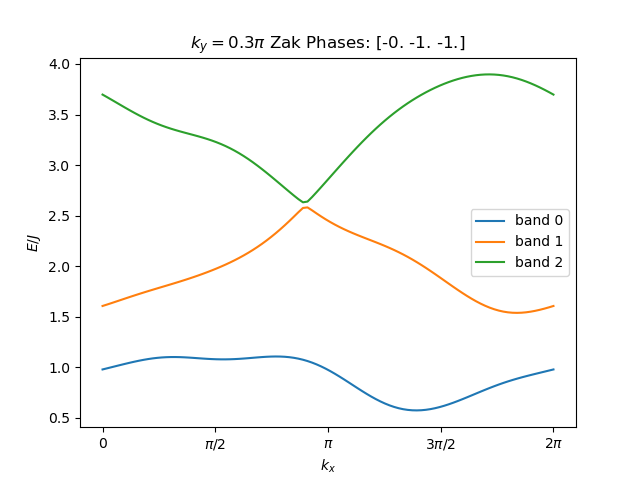 k_y = 0.3π Zak Phases: [-0. -1. -1.]
4.0
3.5
3.0
2.5
2.0
1.5
1.0
0.5
E/J
band 0
band 1
band 2
0 π/2 π 3π/2 2π
k_x